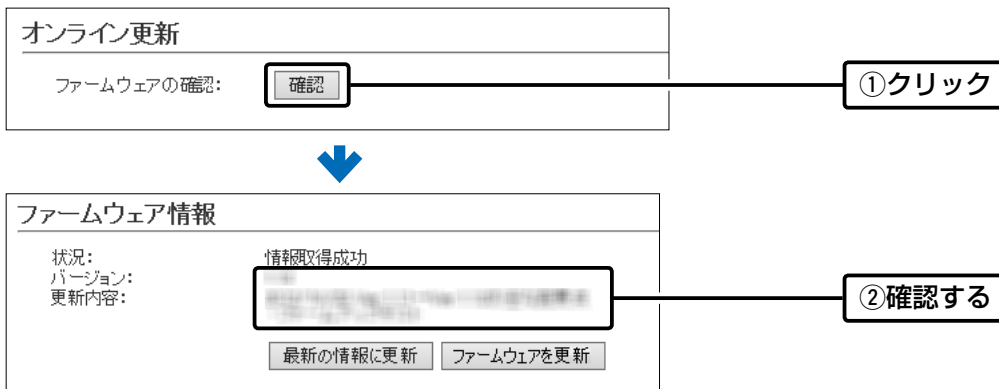 オンライン更新
ファームウェアの確認: 確認
①クリック
ファームウェア情報
状況: 情報取得成功
バージョン:
更新内容:
②確認する
最新の情報に更新 ファームウェアを更新